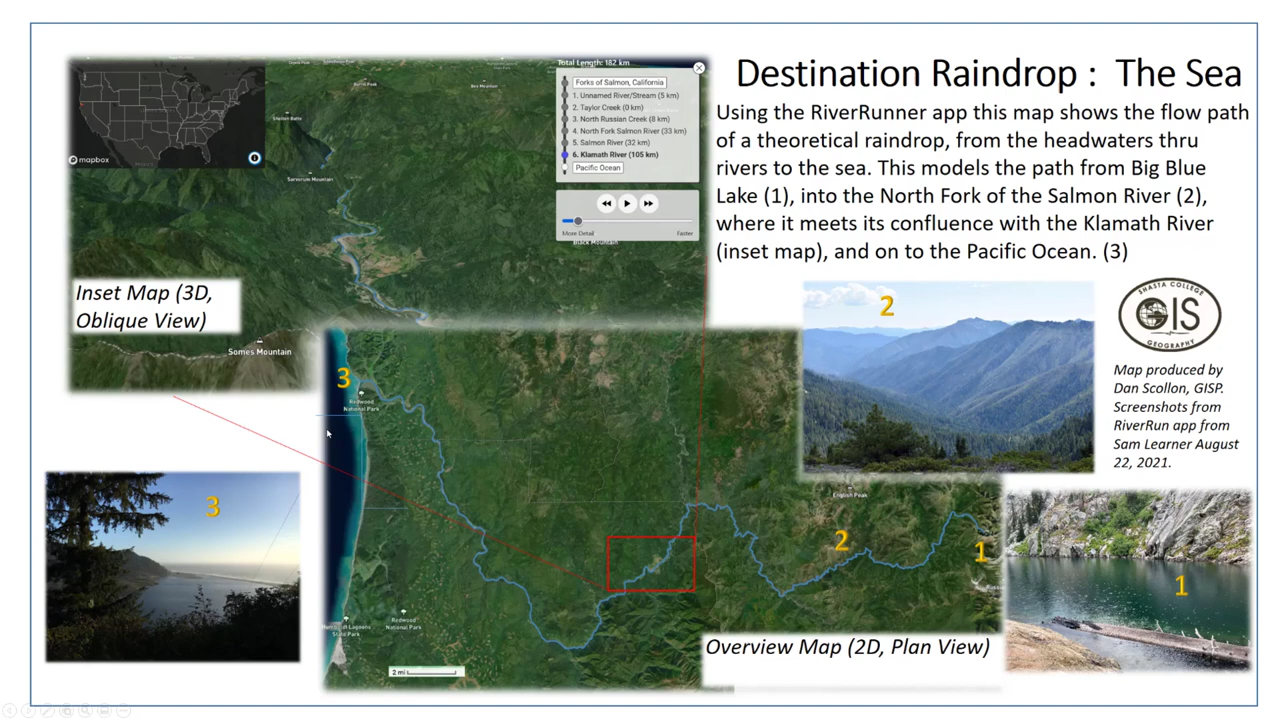 Destination Raindrop : The Sea
Using the RiverRunner app this map shows the flow path
of a theoretical raindrop, from the headwaters thru
rivers to the sea. This models the path from Big Blue
Lake (1), into the North Fork of the Salmon River (2),
where it meets its confluence with the Klamath River
(inset map), and on to the Pacific Ocean. (3)
mapbox
Total Length: 182 km
Forks of Salmon, California
1. Unnamed River/Stream (5 km)
2. Taylor Creek (0 km)
3. North Russian Creek (8 km)
4. North Fork Salmon River (33 km)
5. Salmon River (32 km)
6. Klamath River (105 km)
Pacific Ocean
More Detail
Faster
Black Mountain
Sarverum Mountain
Inset Map (3D,
Oblique View)
Somes Mountain
3
Redwood
National Park
2
SHASTA COLLEGE
GIS
GEOGRAPHY
Map produced by
Dan Scollon, GISP.
Screenshots from
RiverRun app from
Sam Learner August
22, 2021.
3
English Peak
2
1
1
Humboldt Lagoons
State Park
Redwood
National Park
2 mi
Overview Map (2D, Plan View)